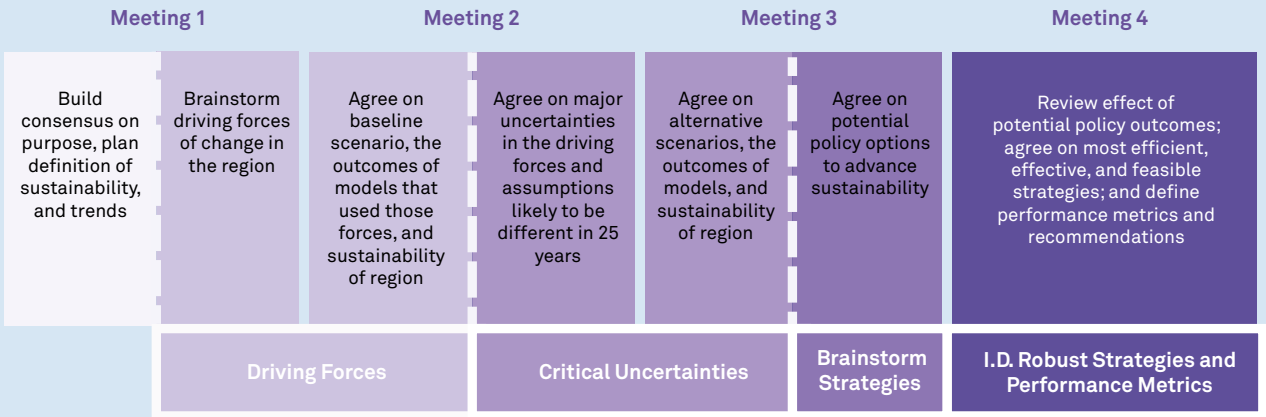 Meeting 1
Meeting 2
Meeting 3
Meeting 4
Build
consensus on
purpose, plan
definition of
sustainability,
and trends
Brainstorm
driving forces
of change in
the region
Agree on
baseline
scenario, the
outcomes of
models that
used those
forces, and
sustainability
of region
Agree on major
uncertainties
in the driving
forces and
assumptions
likely to be
different in 25
years
Agree on
alternative
scenarios, the
outcomes of
models, and
sustainability
of region
Agree on
potential
policy options
to advance
sustainability
Review effect of
potential policy outcomes;
agree on most efficient,
effective, and feasible
strategies; and define
performance metrics and
recommendations
Driving Forces
Critical Uncertainties
Brainstorm
Strategies
I.D. Robust Strategies and
Performance Metrics